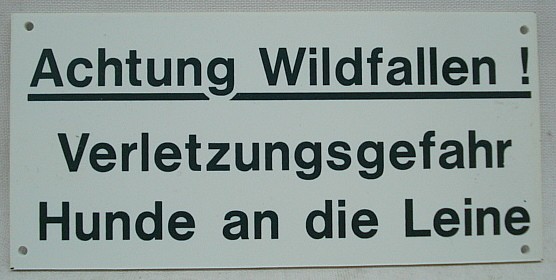 Achtung Wildfallen !
Verletzungsgefahr
Hunde an die Leine